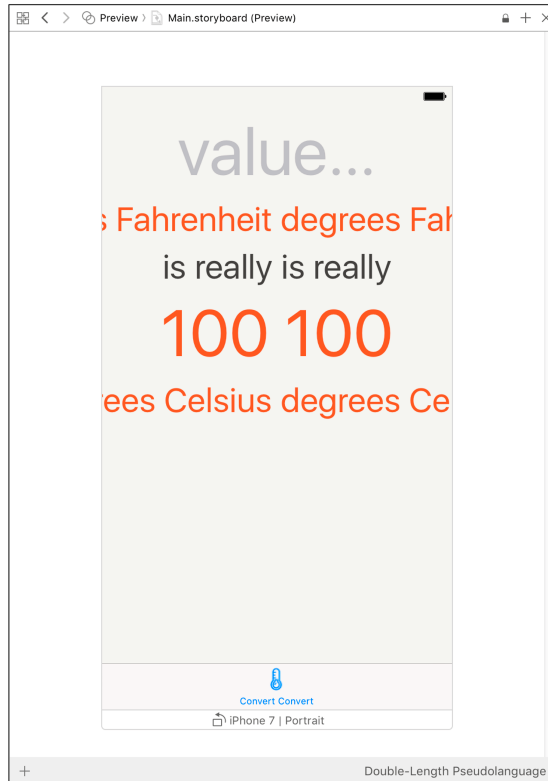 Preview Main.storyboard (Preview)
value...
s Fahrenheit degrees Fah
is really is really
100 100
rees Celsius degrees Ce
Convert Convert
iPhone 7 | Portrait
Double-Length Pseudolanguage